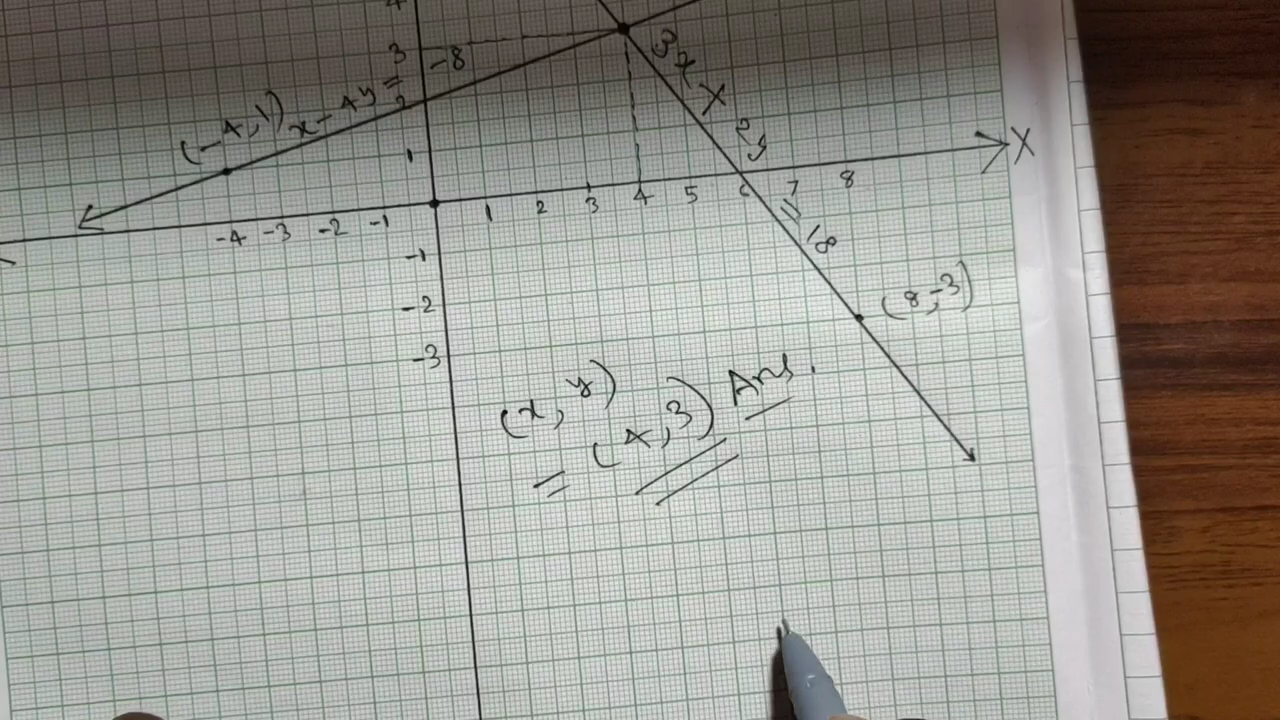 4
3
2
1
(-4,1)
x-4y=-8
3x+2y=18
X
-4 -3 -2 -1 1 2 3 4 5 6 7 8
-1
-2
-3
(8,-3)
(x,y)
= (4,3) Ans.